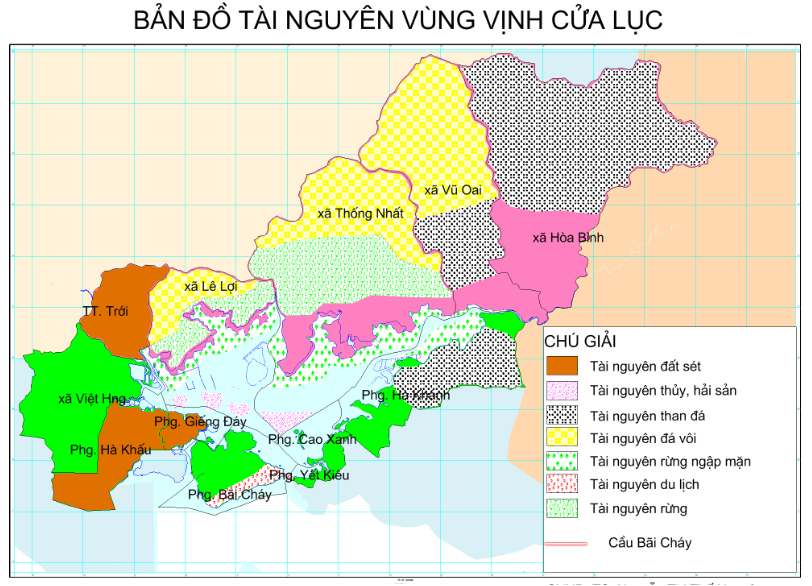 BẢN ĐỒ TÀI NGUYÊN VÙNG VỊNH CỬA LỤC
xã Vũ Oai
xã Thống Nhất
xã Hòa Bình
xã Lê Lợi
TT. Trới
CHÚ GIẢI
Tài nguyên đất sét
Tài nguyên thủy, hải sản
Tài nguyên than đá
Tài nguyên đá vôi
Tài nguyên rừng ngập mặn
Tài nguyên du lịch
Tài nguyên rừng
Cầu Bãi Cháy
xã Việt Hng.
Phg. Hà Khánh
Phg. Giếng Đáy
Phg. Cao Xanh
Phg. Hà Khẩu
Phg. Yết Kiêu
Phg. Bãi Cháy